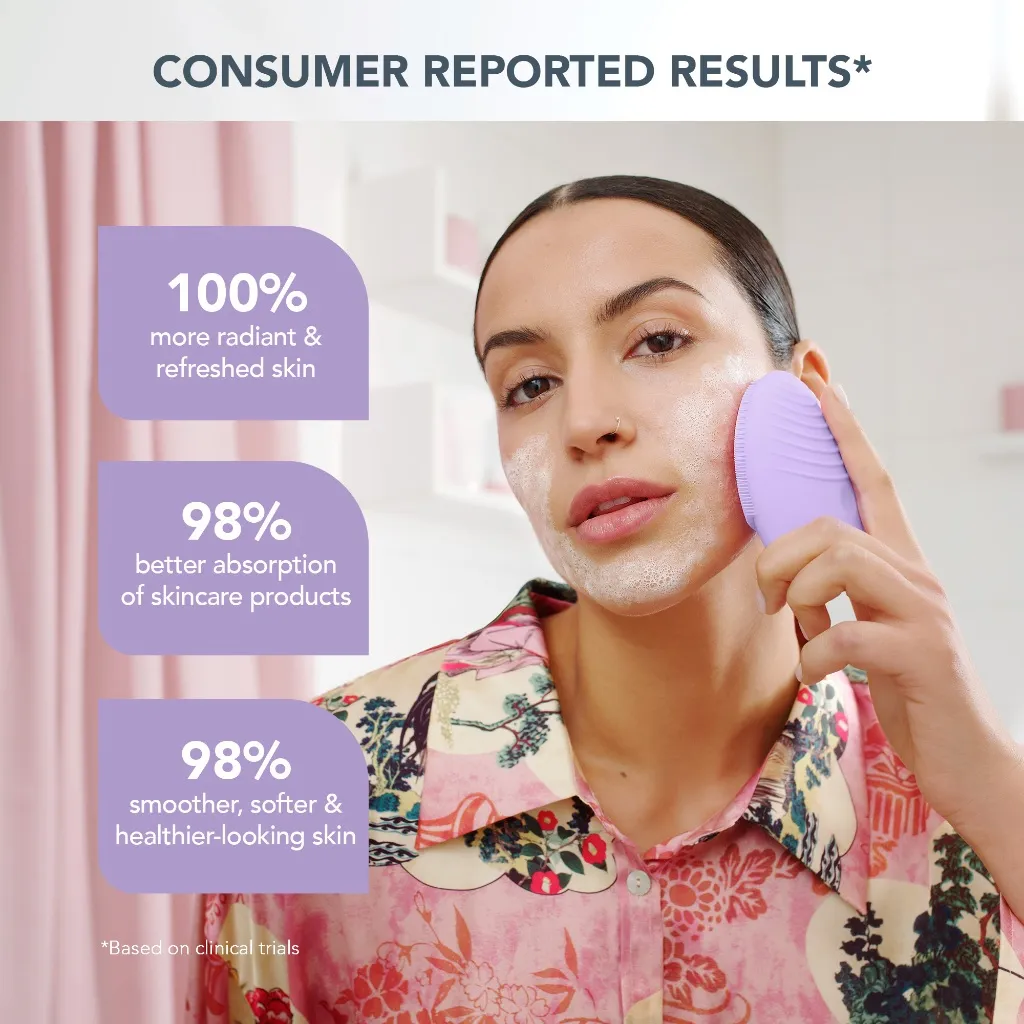 CONSUMER REPORTED RESULTS*
100%
more radiant &
refreshed skin
98%
better absorption
of skincare products
98%
smoother, softer &
healthier-looking skin
*Based on clinical trials